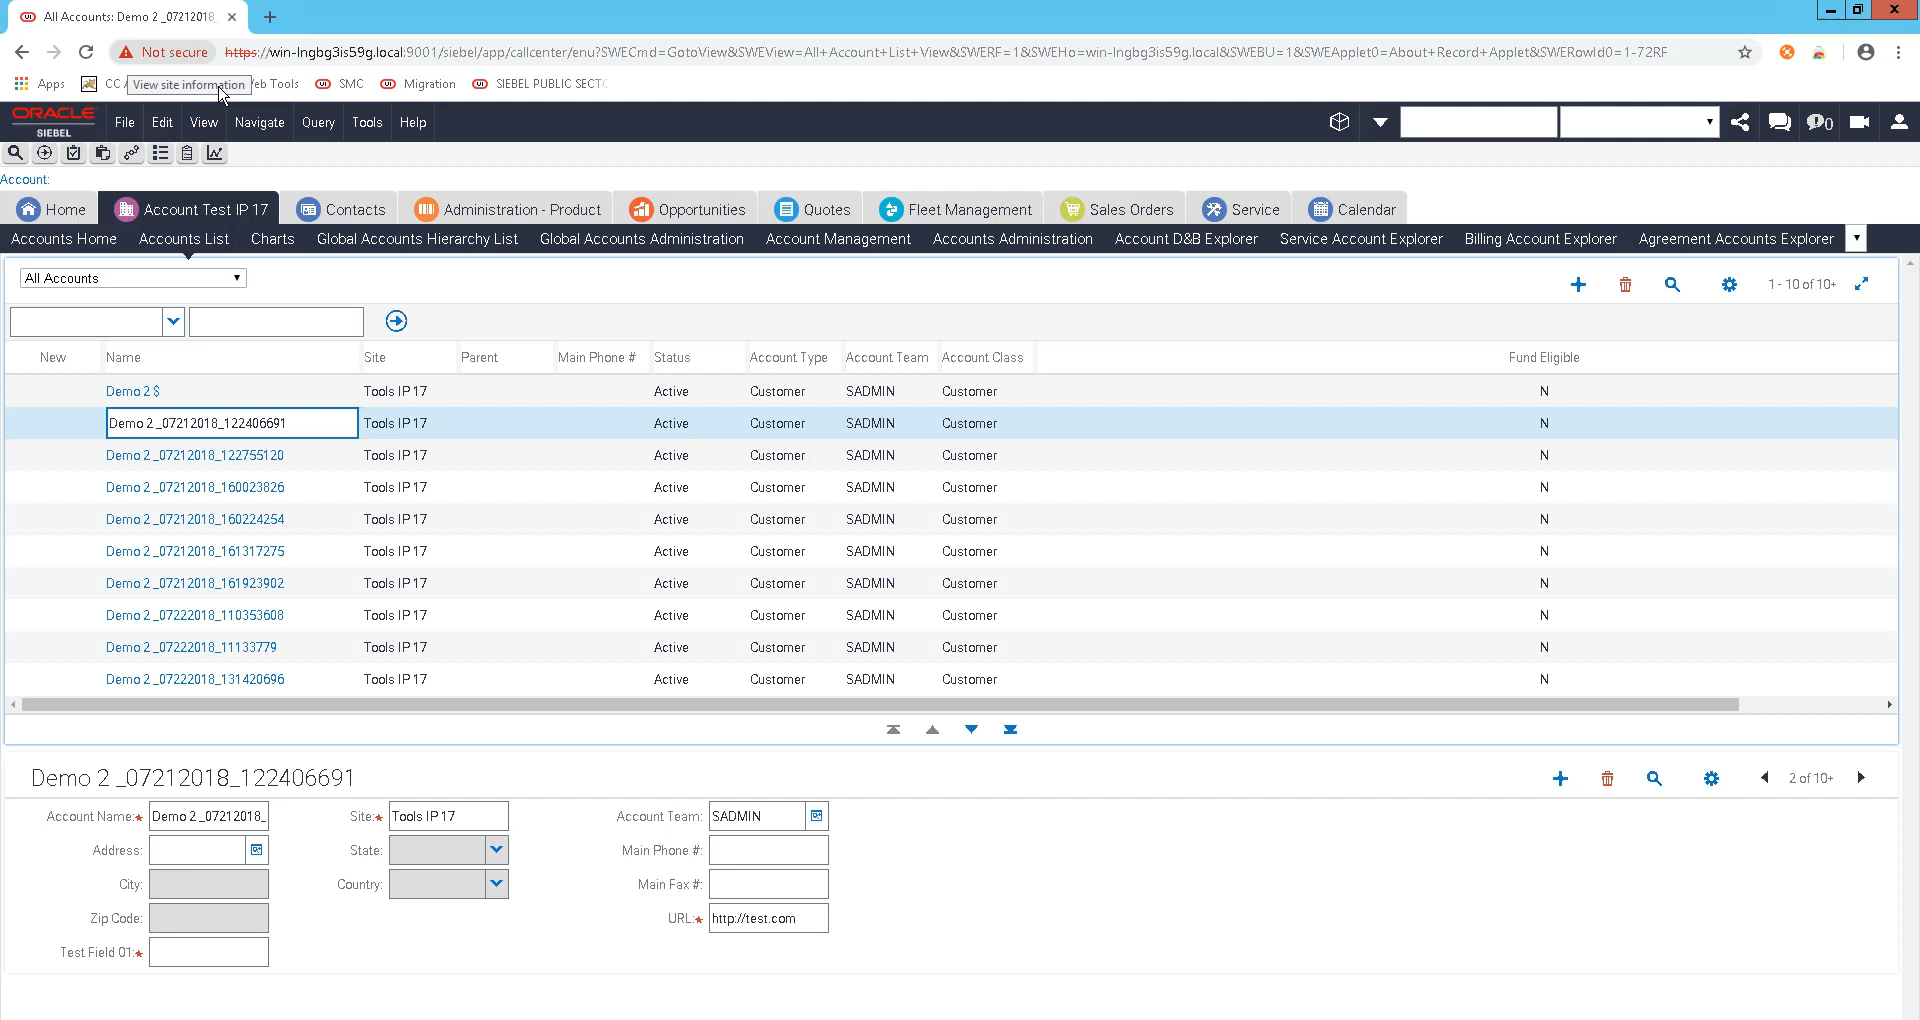 All Accounts: Demo 2 _07212018_
Not secure https://win-lngbg3is59g.local:9001/siebel/app/callcenter/enu?SWECmd=GotoView&SWEView=All+Account+List+View&SWERF=1&SWEHo=win-lngbg3is59g.local&SWEBU=1&SWEApplet0=About+Record+Applet&SWERowId0=1-72RF
Apps CC View site information Web Tools SMC Migration SIEBEL PUBLIC SECTO
ORACLE
SIEBEL
File Edit View Navigate Query Tools Help 0
Account:
Home Account Test IP 17 Contacts Administration - Product Opportunities Quotes Fleet Management Sales Orders Service Calendar
Accounts Home Accounts List Charts Global Accounts Hierarchy List Global Accounts Administration Account Management Accounts Administration Account D&B Explorer Service Account Explorer Billing Account Explorer Agreement Accounts Explorer
All Accounts 1 - 10 of 10+
New Name Site Parent Main Phone # Status Account Type Account Team Account Class Fund Eligible
Demo 2 $ Tools IP 17 Active Customer SADMIN Customer N
Demo 2 _07212018_122406691 Tools IP 17 Active Customer SADMIN Customer N
Demo 2 _07212018_122755120 Tools IP 17 Active Customer SADMIN Customer N
Demo 2 _07212018_160023826 Tools IP 17 Active Customer SADMIN Customer N
Demo 2 _07212018_160224254 Tools IP 17 Active Customer SADMIN Customer N
Demo 2 _07212018_161317275 Tools IP 17 Active Customer SADMIN Customer N
Demo 2 _07212018_161923902 Tools IP 17 Active Customer SADMIN Customer N
Demo 2 _07222018_110353608 Tools IP 17 Active Customer SADMIN Customer N
Demo 2 _07222018_11133779 Tools IP 17 Active Customer SADMIN Customer N
Demo 2 _07222018_131420696 Tools IP 17 Active Customer SADMIN Customer N
Demo 2 _07212018_122406691 2 of 10+
Account Name:* Demo 2 _07212018_ Site:* Tools IP 17 Account Team: SADMIN
Address: State: Main Phone #:
City: Country: Main Fax #:
Zip Code: URL:* http://test.com
Test Field 01:*